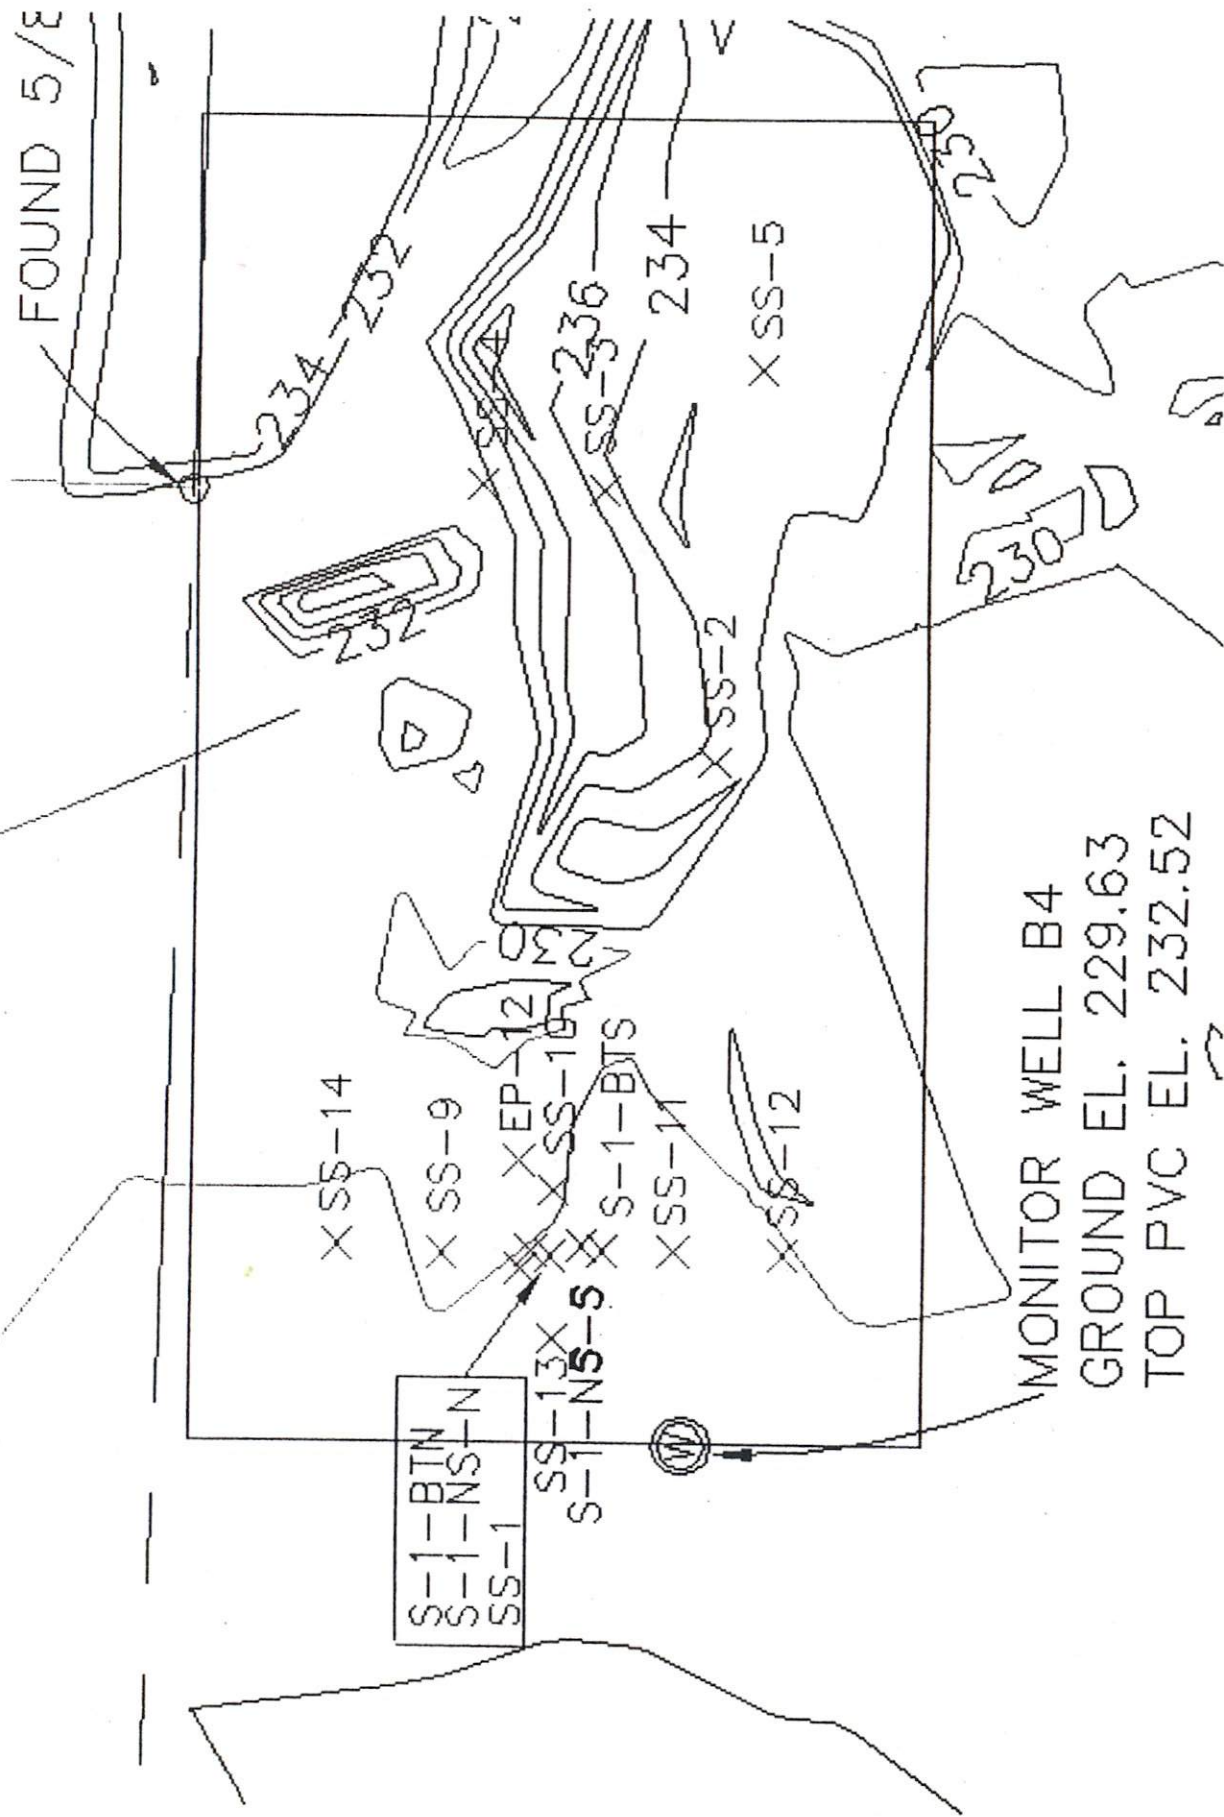 FOUND 5/8
234
232
232
236
234
SS-4
SS-3
SS-5
SS-2
230
230
230
SS-14
SS-9
EP-12
SS-10
S-1-BTS
SS-11
SS-12
S-1-BTN
S-1-NS-N
SS-1
SS-13
S-1-NS-S
W
MONITOR WELL B4
GROUND EL. 229.63
TOP PVC EL. 232.52